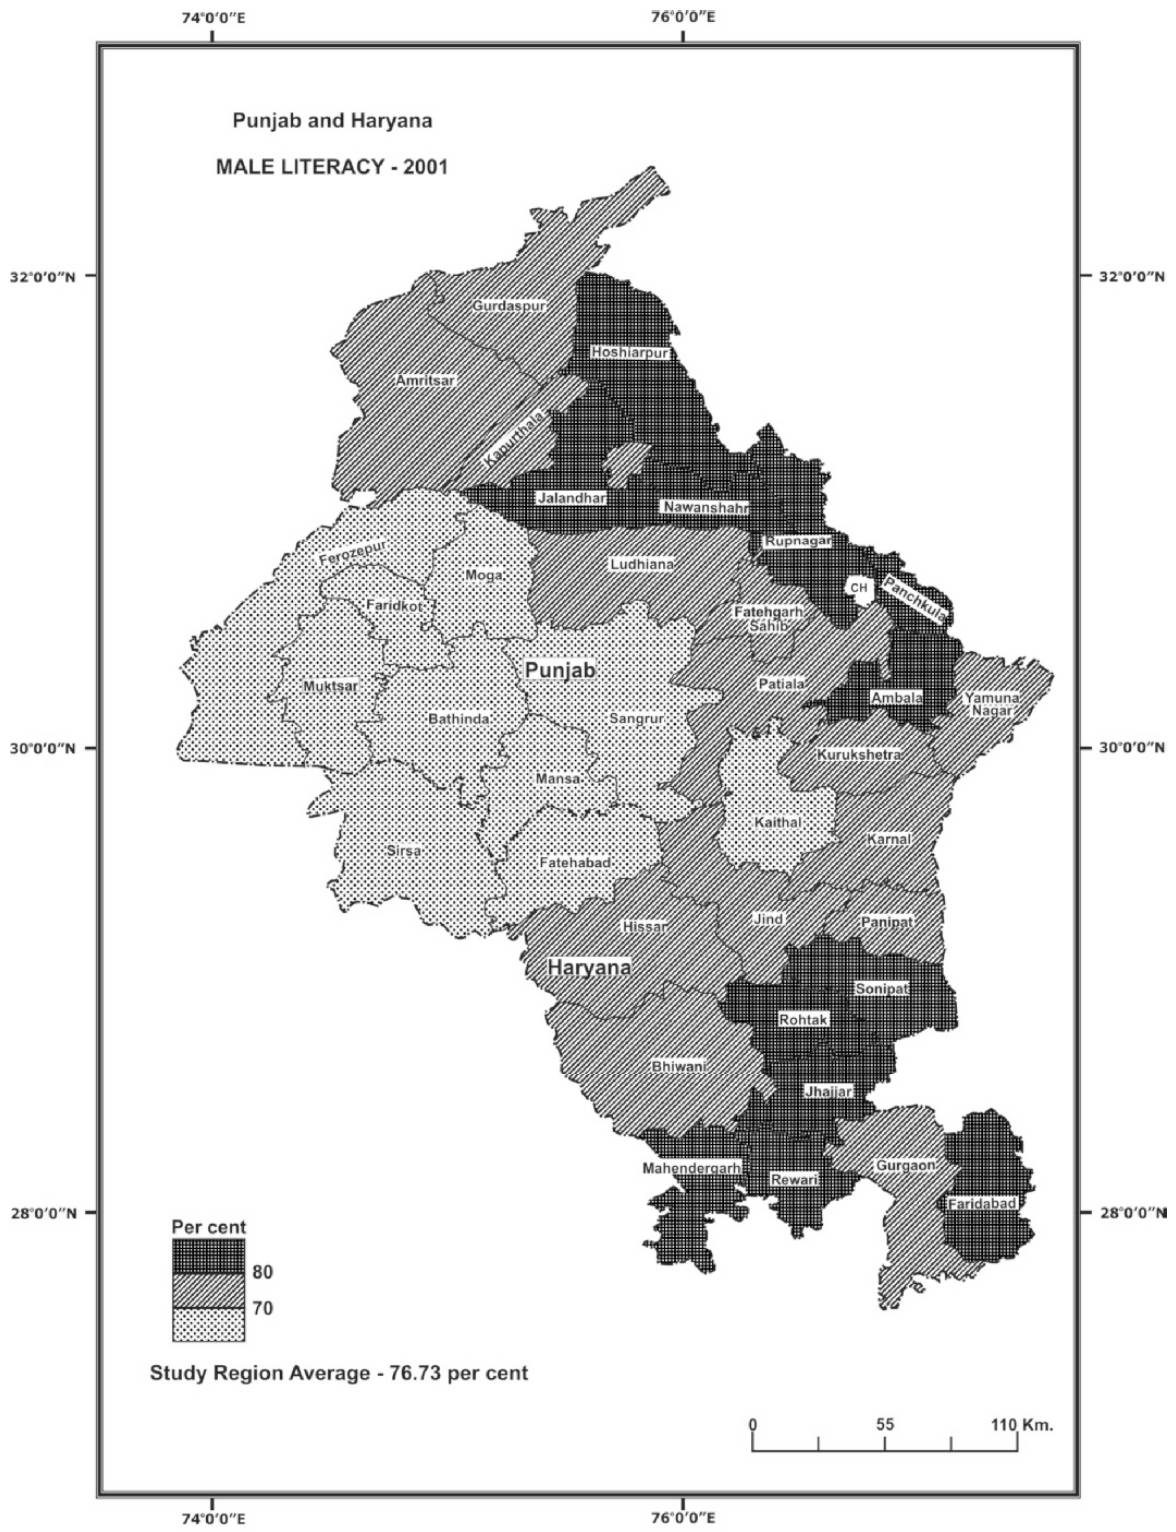 74°0'0"E
76°0'0"E
Punjab and Haryana
MALE LITERACY - 2001
32°0'0"N
32°0'0"N
Gurdaspur
Hoshiarpur
Amritsar
Kapurthala
Jalandhar
Nawanshahr
Rupnagar
Ferozepur
Ludhiana
Moga
CH
Panchkula
Faridkot
Fatehgarh
Sahib
Punjab
Muktsar
Patiala
Ambala
Yamuna
Nagar
Bathinda
Sangrur
30°0'0"N
30°0'0"N
Kurukshetra
Mansa
Kaithal
Karnal
Sirsa
Fatehabad
Hissar
Jind
Panipat
Haryana
Sonipat
Rohtak
Bhiwani
Jhajjar
Mahendergarh
Rewari
Gurgaon
Faridabad
28°0'0"N
28°0'0"N
Per cent
80
70
Study Region Average - 76.73 per cent
0 55 110 Km.
74°0'0"E
76°0'0"E